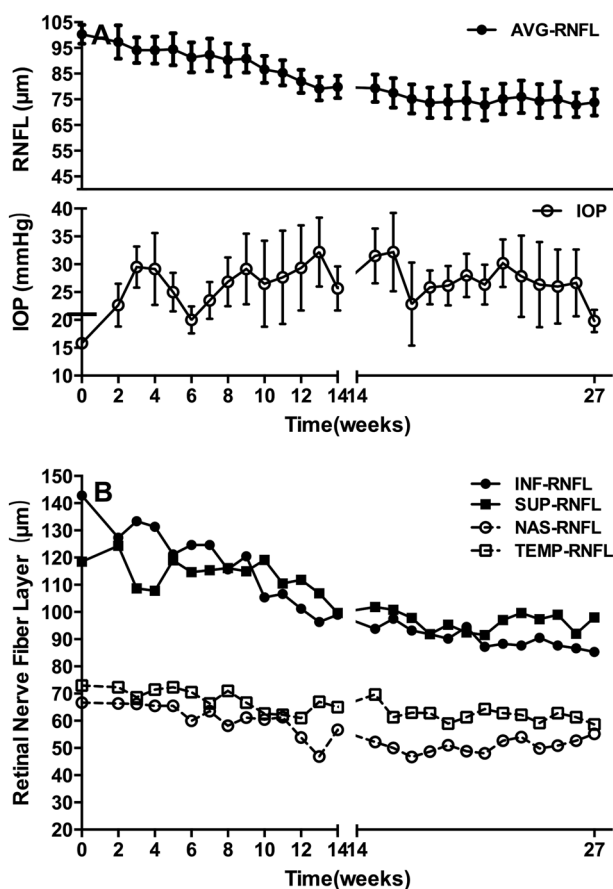 A
AVG-RNFL
RNFL (µm)
105
95
85
75
65
55
45
IOP
IOP (mmHg)
40
35
30
25
20
15
10
0 2 4 6 8 10 12 14 14 27
Time(weeks)
B
INF-RNFL
SUP-RNFL
NAS-RNFL
TEMP-RNFL
Retinal Nerve Fiber Layer (µm)
150
140
130
120
110
100
90
80
70
60
50
40
30
20
0 2 4 6 8 10 12 14 14 27
Time(weeks)